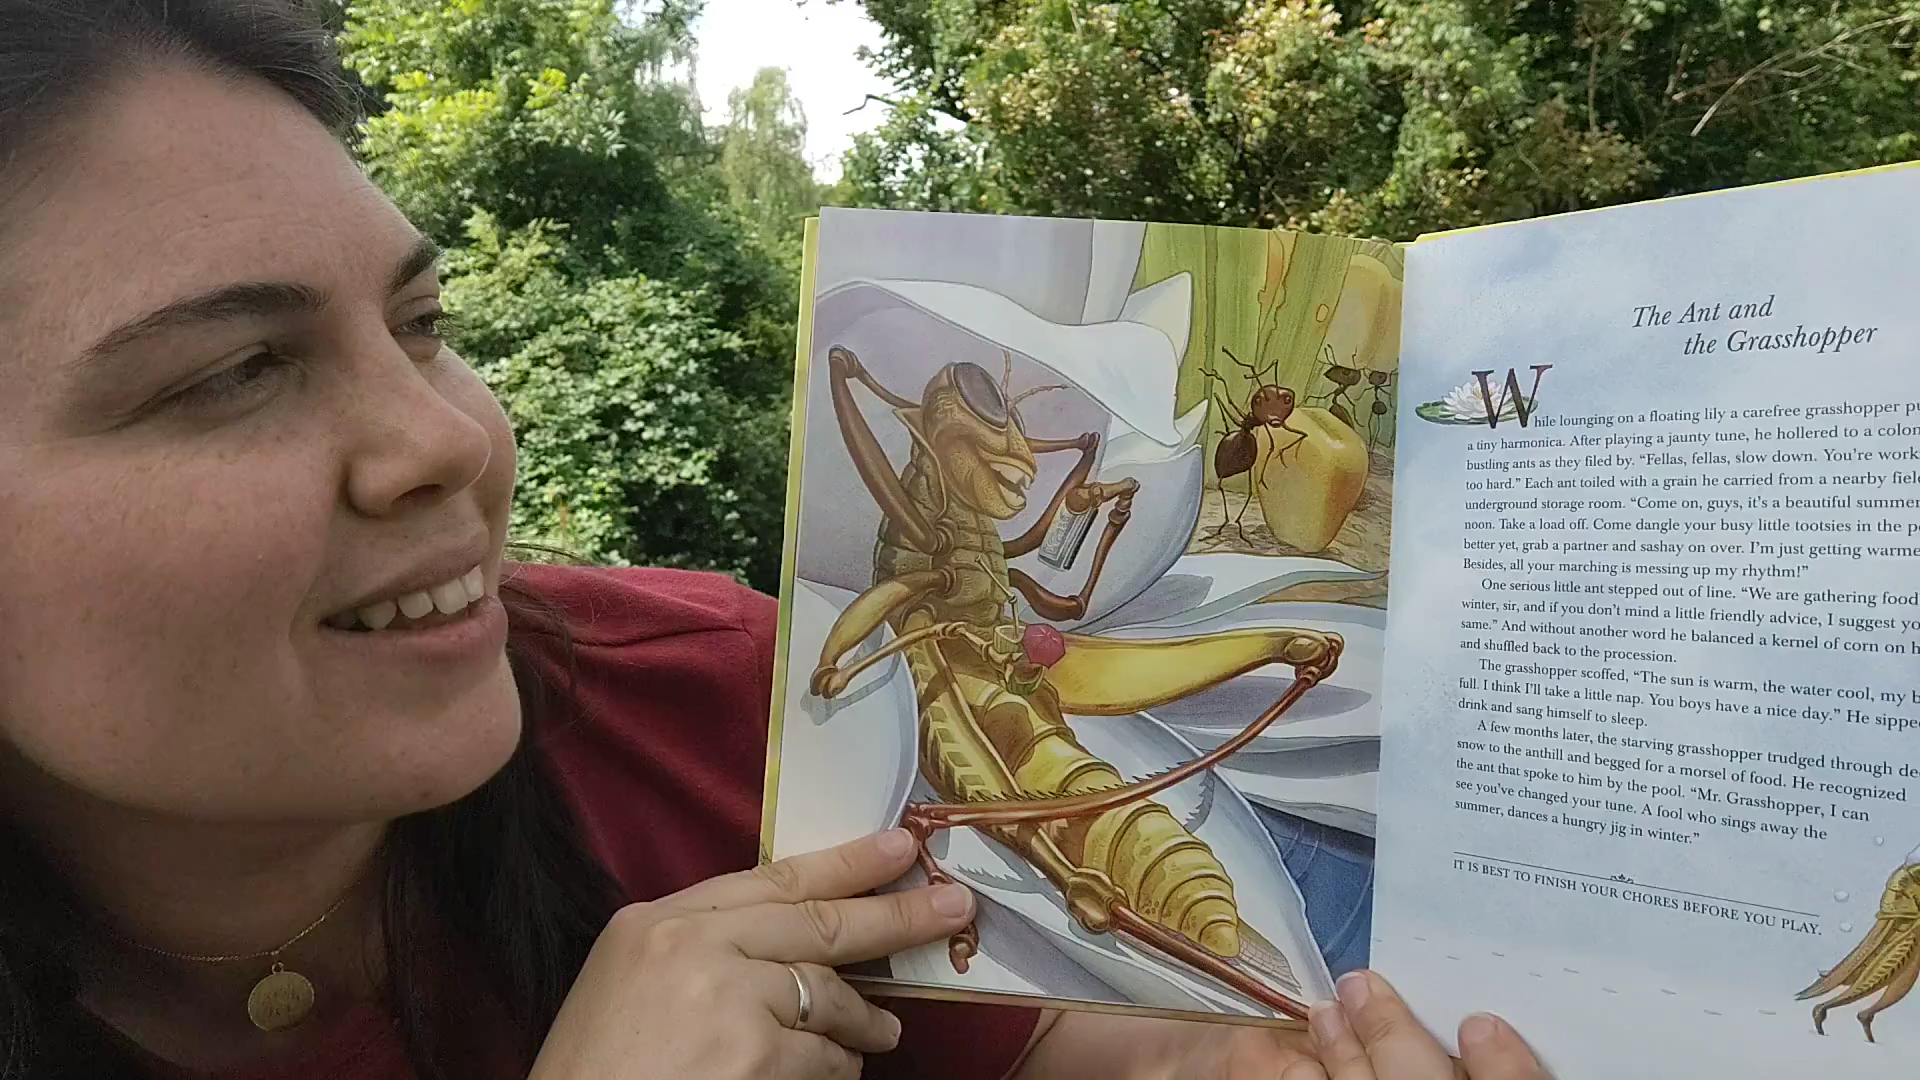 The Ant and
the Grasshopper
While lounging on a floating lily a carefree grasshopper
a tiny harmonica. After playing a jaunty tune, he hollered to a
bustling ants as they filed by. “Fellas, fellas, slow down. You're
too hard.” Each ant toiled with a grain he carried from a nearby
underground storage room. “Come on, guys, it's a beautiful summer
noon. Take a load off. Come dangle your busy little tootsies in the
better yet, grab a partner and sashay on over. I'm just getting
Besides, all your marching is messing up my rhythm!”
One serious little ant stepped out of line. “We are gathering food
winter, sir, and if you don't mind a little friendly advice, I suggest
same.” And without another word he balanced a kernel of corn on
and shuffled back to the procession.
The grasshopper scoffed, “The sun is warm, the water cool, my
full. I think I'll take a little nap. You boys have a nice day.” He
drink and sang himself to sleep.
A few months later, the starving grasshopper trudged through
snow to the anthill and begged for a morsel of food. He recognized
the ant that spoke to him by the pool. “Mr. Grasshopper, I can
see you've changed your tune. A fool who sings away the
summer, dances a hungry jig in winter.”
IT IS BEST TO FINISH YOUR CHORES BEFORE YOU PLAY.